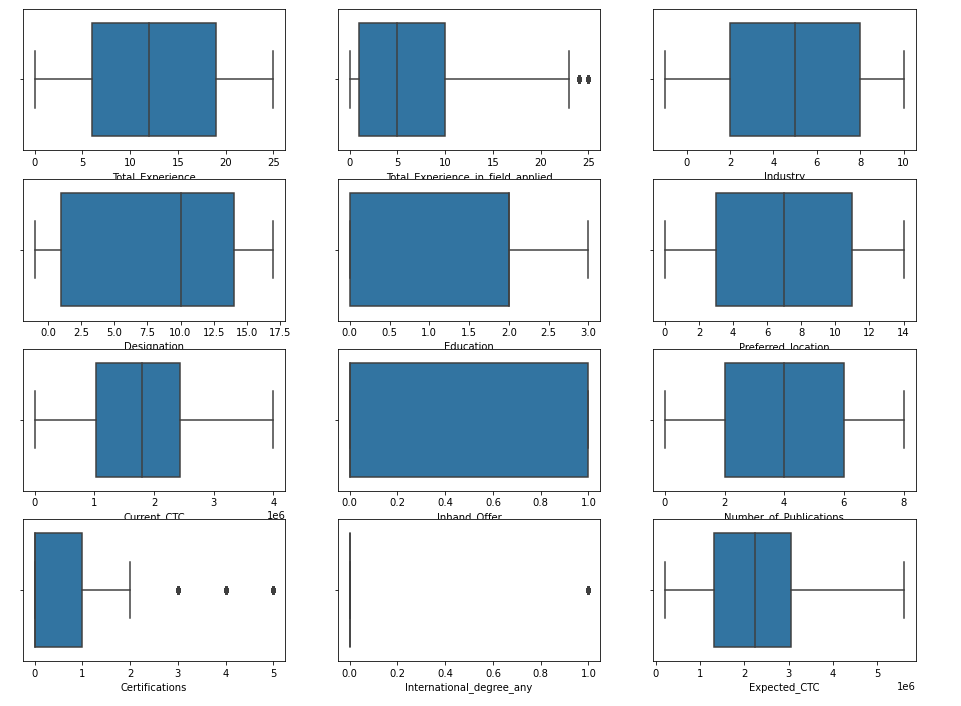 0 5 10 15 20 25
Total_Experience
0 5 10 15 20 25
Total_Experience_in_field_applied
0 2 4 6 8 10
Industry
0.0 2.5 5.0 7.5 10.0 12.5 15.0 17.5
Designation
0.0 0.5 1.0 1.5 2.0 2.5 3.0
Education
0 2 4 6 8 10 12 14
Preferred_location
0 1 2 3 4
1e6
Current_CTC
0.0 0.2 0.4 0.6 0.8 1.0
Inhand_Offer
0 2 4 6 8
Number_of_Publications
0 1 2 3 4 5
Certifications
0.0 0.2 0.4 0.6 0.8 1.0
International_degree_any
0 1 2 3 4 5
1e6
Expected_CTC